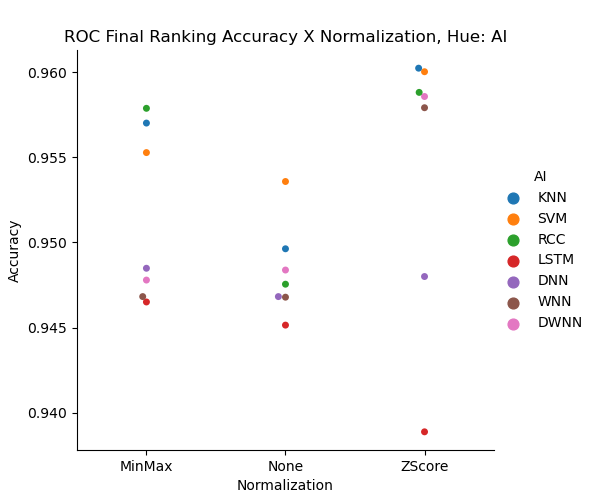 ROC Final Ranking Accuracy X Normalization, Hue: AI
0.960
0.955
0.950
0.945
0.940
Accuracy
MinMax
None
ZScore
Normalization
AI
KNN
SVM
RCC
LSTM
DNN
WNN
DWNN